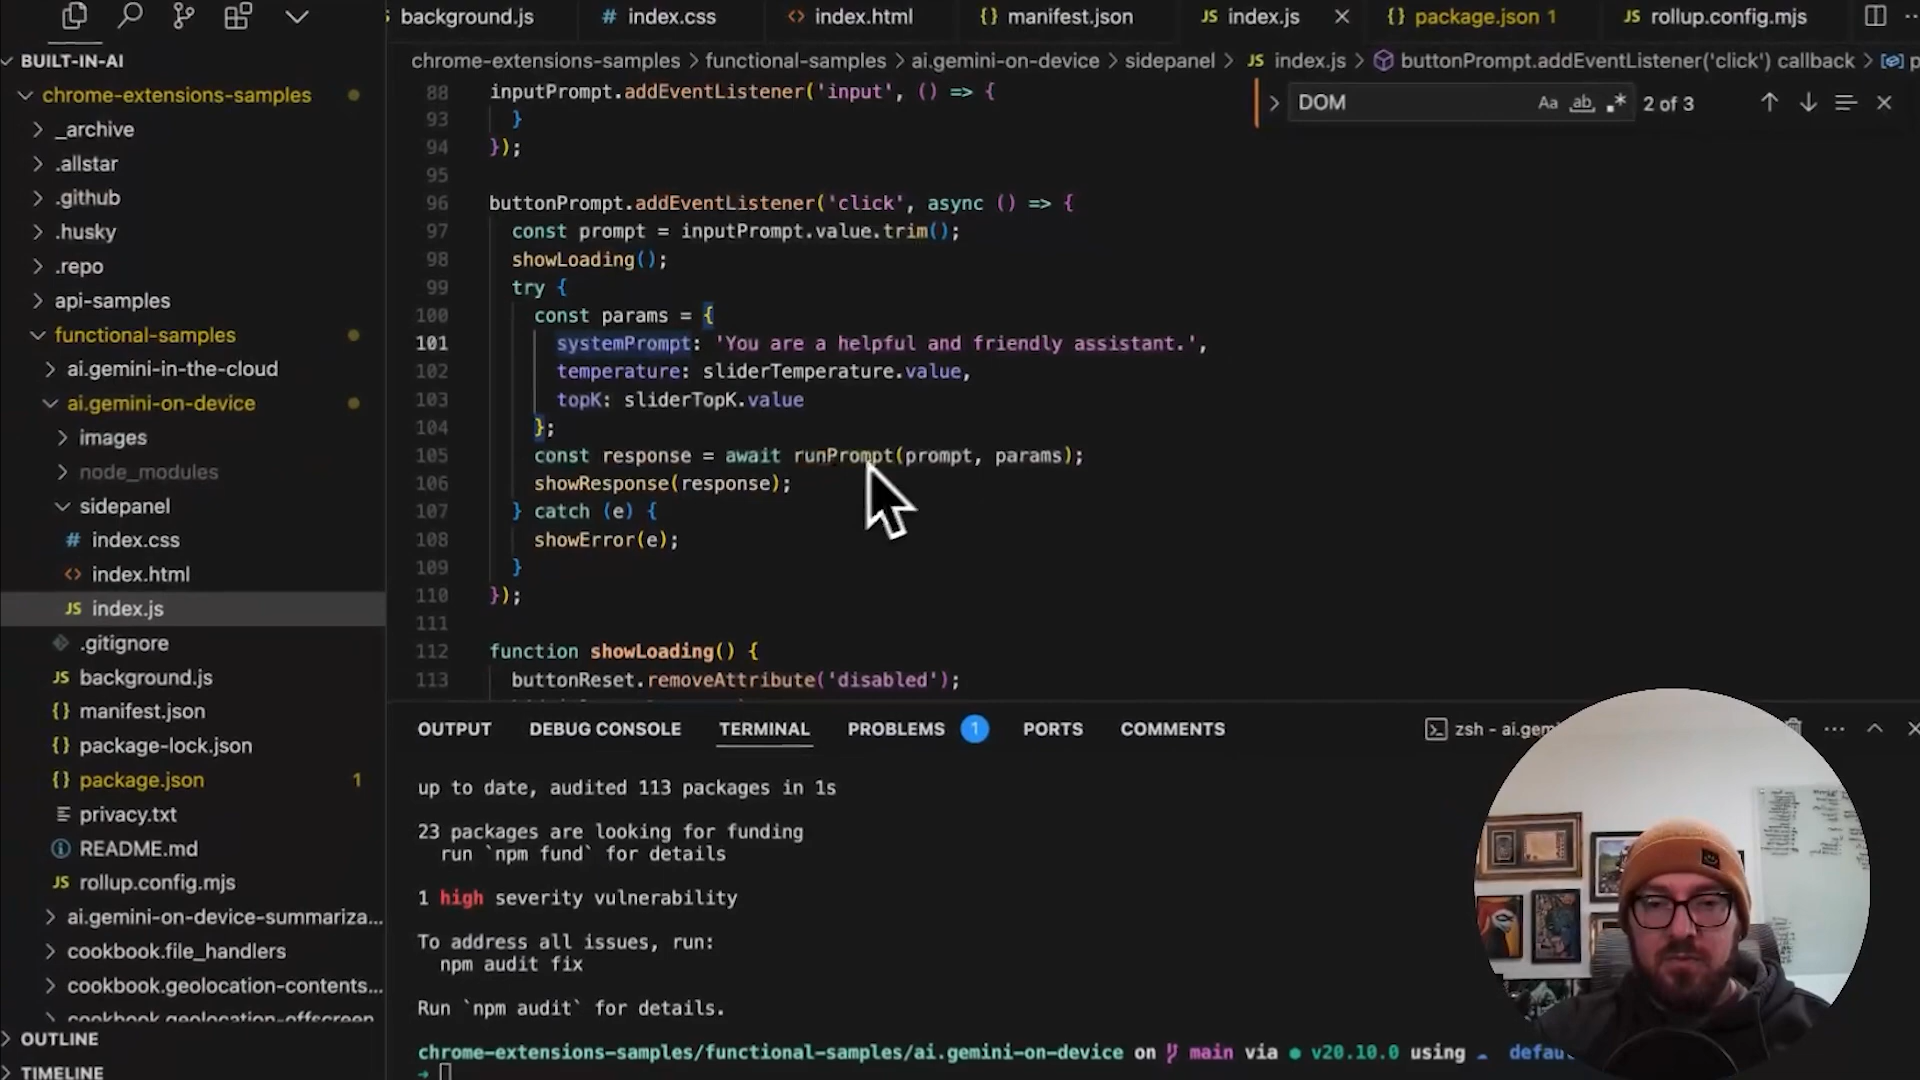 background.js
# index.css
<> index.html
{} manifest.json
JS index.js
{} package.json 1
JS rollup.config.mjs
BUILT-IN-AI
chrome-extensions-samples
_archive
.allstar
.github
.husky
.repo
api-samples
functional-samples
ai.gemini-in-the-cloud
ai.gemini-on-device
images
node_modules
sidepanel
# index.css
<> index.html
JS index.js
.gitignore
JS background.js
{} manifest.json
{} package-lock.json
{} package.json 1
privacy.txt
README.md
JS rollup.config.mjs
ai.gemini-on-device-summariza...
cookbook.file_handlers
cookbook.geolocation-contents...
cookbook.geolocation-offscreen
OUTLINE
TIMELINE
chrome-extensions-samples > functional-samples > ai.gemini-on-device > sidepanel > JS index.js > buttonPrompt.addEventListener('click') callback > p
DOM Aa ab 2 of 3
88 inputPrompt.addEventListener('input', () => {
93 }
94 });
95
96 buttonPrompt.addEventListener('click', async () => {
97 const prompt = inputPrompt.value.trim();
98 showLoading();
99 try {
100 const params = {
101 systemPrompt: 'You are a helpful and friendly assistant.',
102 temperature: sliderTemperature.value,
103 topK: sliderTopK.value
104 };
105 const response = await runPrompt(prompt, params);
106 showResponse(response);
107 } catch (e) {
108 showError(e);
109 }
110 });
111
112 function showLoading() {
113 buttonReset.removeAttribute('disabled');
OUTPUT DEBUG CONSOLE TERMINAL PROBLEMS 1 PORTS COMMENTS
zsh - ai.gem
up to date, audited 113 packages in 1s
23 packages are looking for funding
run `npm fund` for details
1 high severity vulnerability
To address all issues, run:
npm audit fix
Run `npm audit` for details.
chrome-extensions-samples/functional-samples/ai.gemini-on-device on main via v20.10.0 using defau